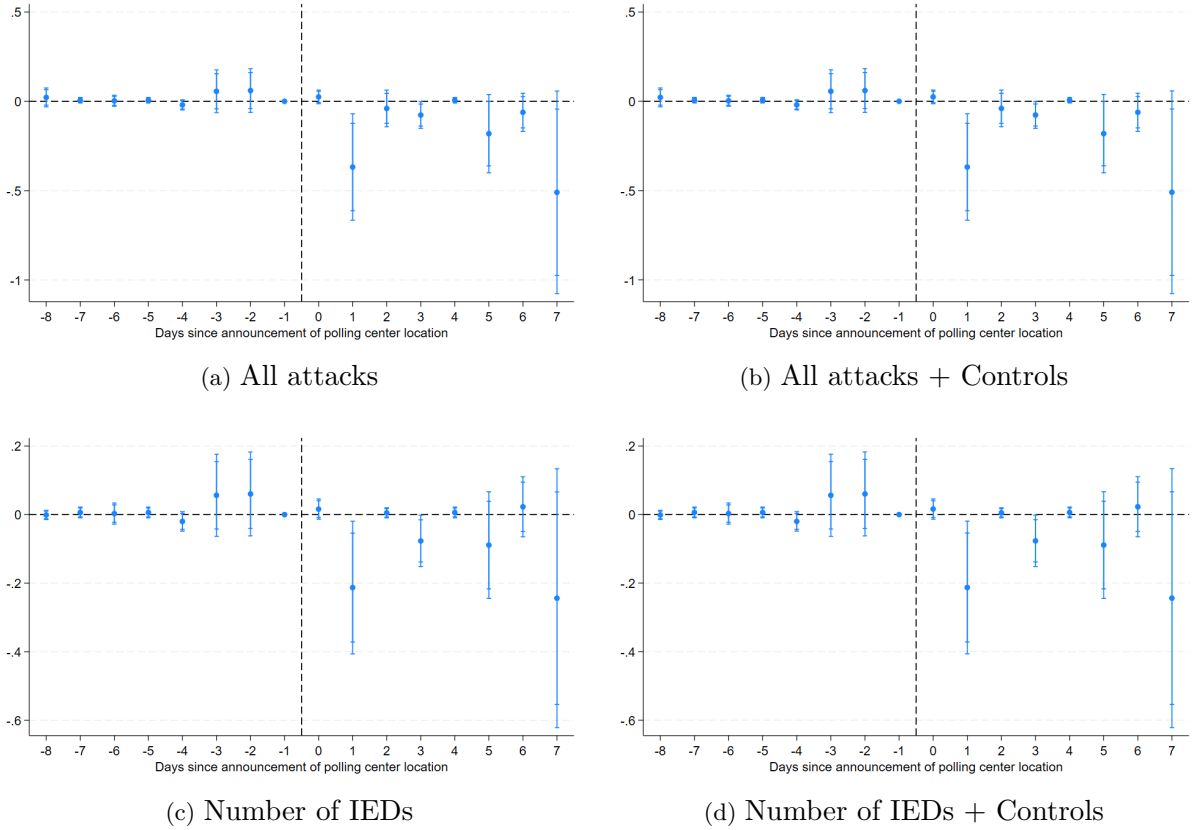 .5
0
-.5
-1
-8 -7 -6 -5 -4 -3 -2 -1 0 1 2 3 4 5 6 7
Days since announcement of polling center location
(a) All attacks
.5
0
-.5
-1
-8 -7 -6 -5 -4 -3 -2 -1 0 1 2 3 4 5 6 7
Days since announcement of polling center location
(b) All attacks + Controls
.2
0
-.2
-.4
-.6
-8 -7 -6 -5 -4 -3 -2 -1 0 1 2 3 4 5 6 7
Days since announcement of polling center location
(c) Number of IEDs
.2
0
-.2
-.4
-.6
-8 -7 -6 -5 -4 -3 -2 -1 0 1 2 3 4 5 6 7
Days since announcement of polling center location
(d) Number of IEDs + Controls